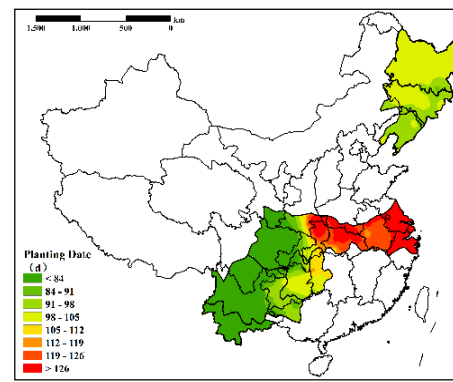 km
1,500 1,000 500 0
Planting Date
(d)
< 84
84 - 91
91 - 98
98 - 105
105 - 112
112 - 119
119 - 126
> 126